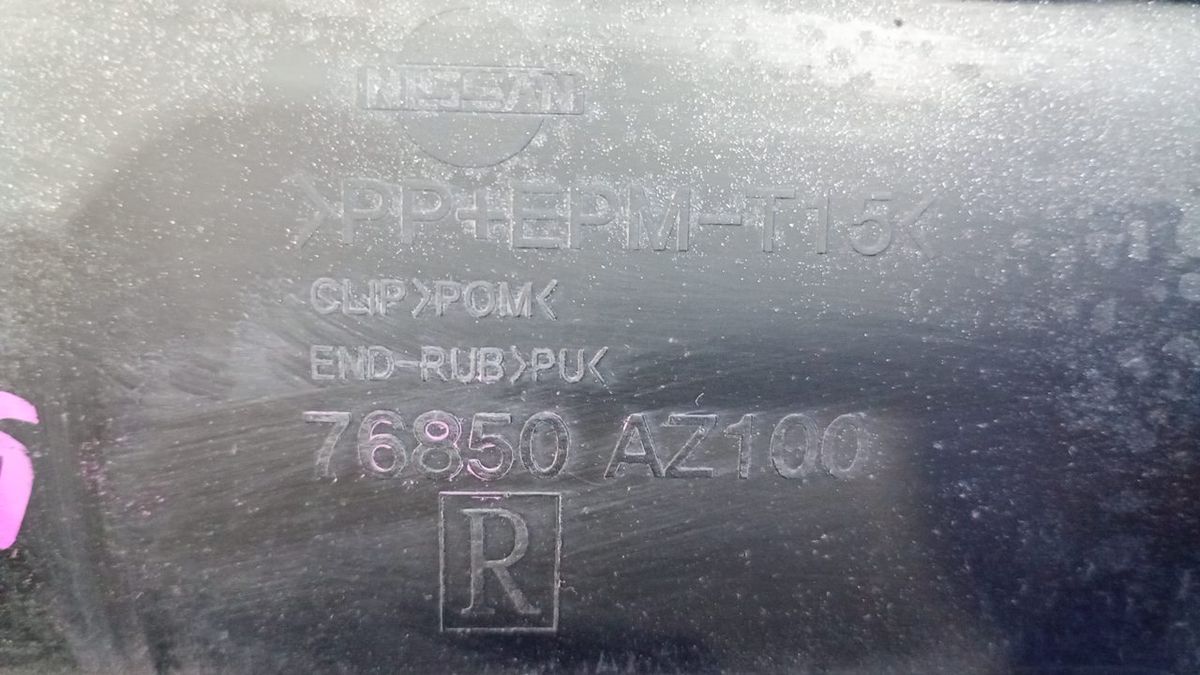 NISSAN
>PP+EPM-T15<
CLIP>POM<
END-RUB>PU<
76850 AZ100
R